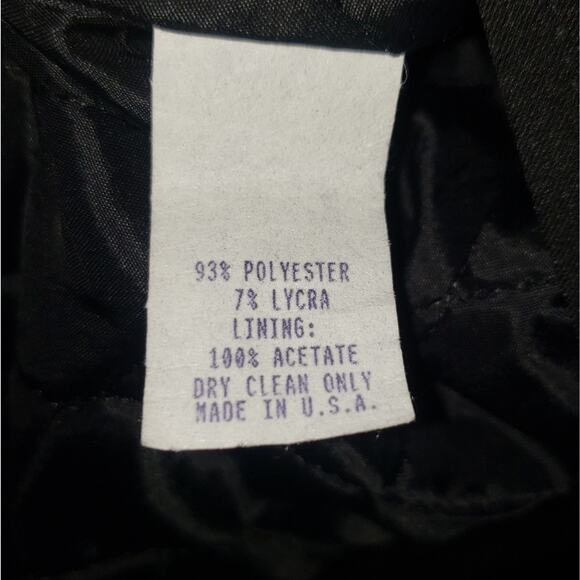 93% POLYESTER
7% LYCRA
LINING:
100% ACETATE
DRY CLEAN ONLY
MADE IN U.S.A.